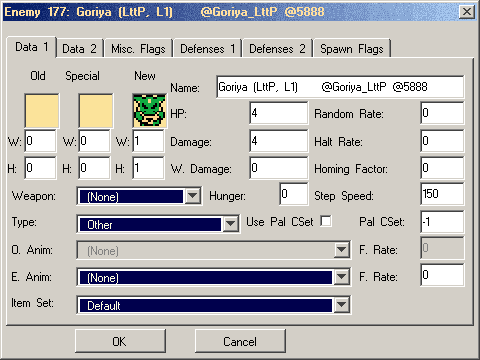 Enemy 177: Goriya (LttP, L1) @Goriya_LttP @5888
Data 1 Data 2 Misc. Flags Defenses 1 Defenses 2 Spawn Flags
Old Special New
Name: Goriya (LttP, L1) @Goriya_LttP @5888
HP: 4 Random Rate: 0
W: 0 W: 0 W: 1 Damage: 4 Halt Rate: 0
H: 0 H: 0 H: 1 W. Damage: 0 Homing Factor: 0
Weapon: (None) Hunger: 0 Step Speed: 150
Type: Other Use Pal CSet Pal CSet: -1
O. Anim: (None) F. Rate: 0
E. Anim: (None) F. Rate: 0
Item Set: Default
OK Cancel